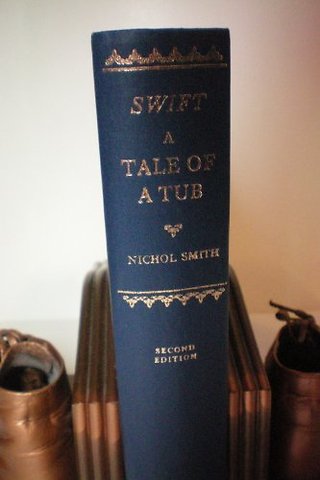 SWIFT
A
TALE OF
A TUB
NICHOL SMITH
SECOND
EDITION